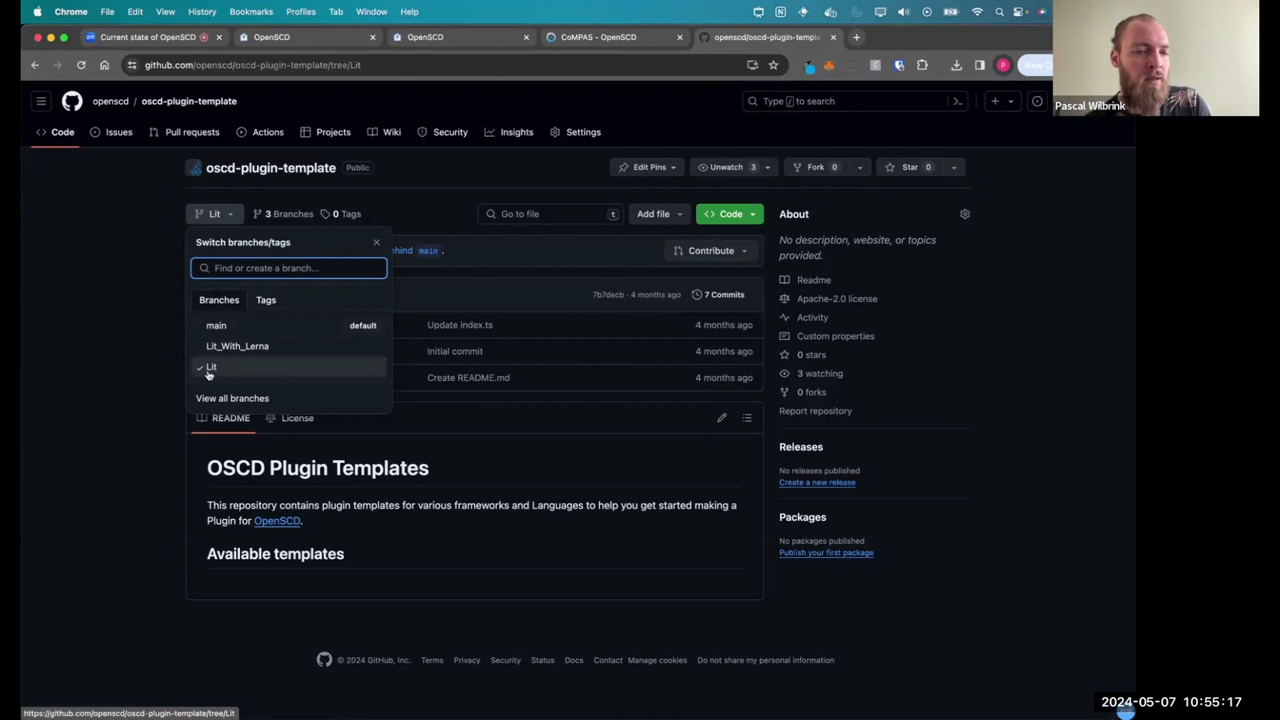 Chrome File Edit View History Bookmarks Profiles Tab Window Help
Current state of OpenSCD OpenSCD OpenSCD CoMPAS - OpenSCD openscd/oscd-plugin-templa
github.com/openscd/oscd-plugin-template/tree/Lit
Pascal Wilbrink
openscd / oscd-plugin-template
Type / to search
Code Issues Pull requests Actions Projects Wiki Security Insights Settings
oscd-plugin-template Public
Edit Pins Unwatch 3 Fork 0 Star 0
Lit 3 Branches 0 Tags Go to file t Add file Code
About
Switch branches/tags
No description, website, or topics
provided.
ehind main .
Contribute
Find or create a branch...
Readme
Branches Tags
7b7decb · 4 months ago 7 Commits
Apache-2.0 license
Activity
main default
Update index.ts 4 months ago
Custom properties
Lit_With_Lerna
Initial commit 4 months ago
0 stars
Lit
3 watching
Create README.md 4 months ago
0 forks
View all branches
Report repository
README License
Releases
OSCD Plugin Templates
No releases published
Create a new release
This repository contains plugin templates for various frameworks and Languages to help you get started making a
Plugin for OpenSCD.
Packages
No packages published
Publish your first package
Available templates
© 2024 GitHub, Inc. Terms Privacy Security Status Docs Contact Manage cookies Do not share my personal information
https://github.com/openscd/oscd-plugin-template/tree/Lit
2024-05-07 10:55:17